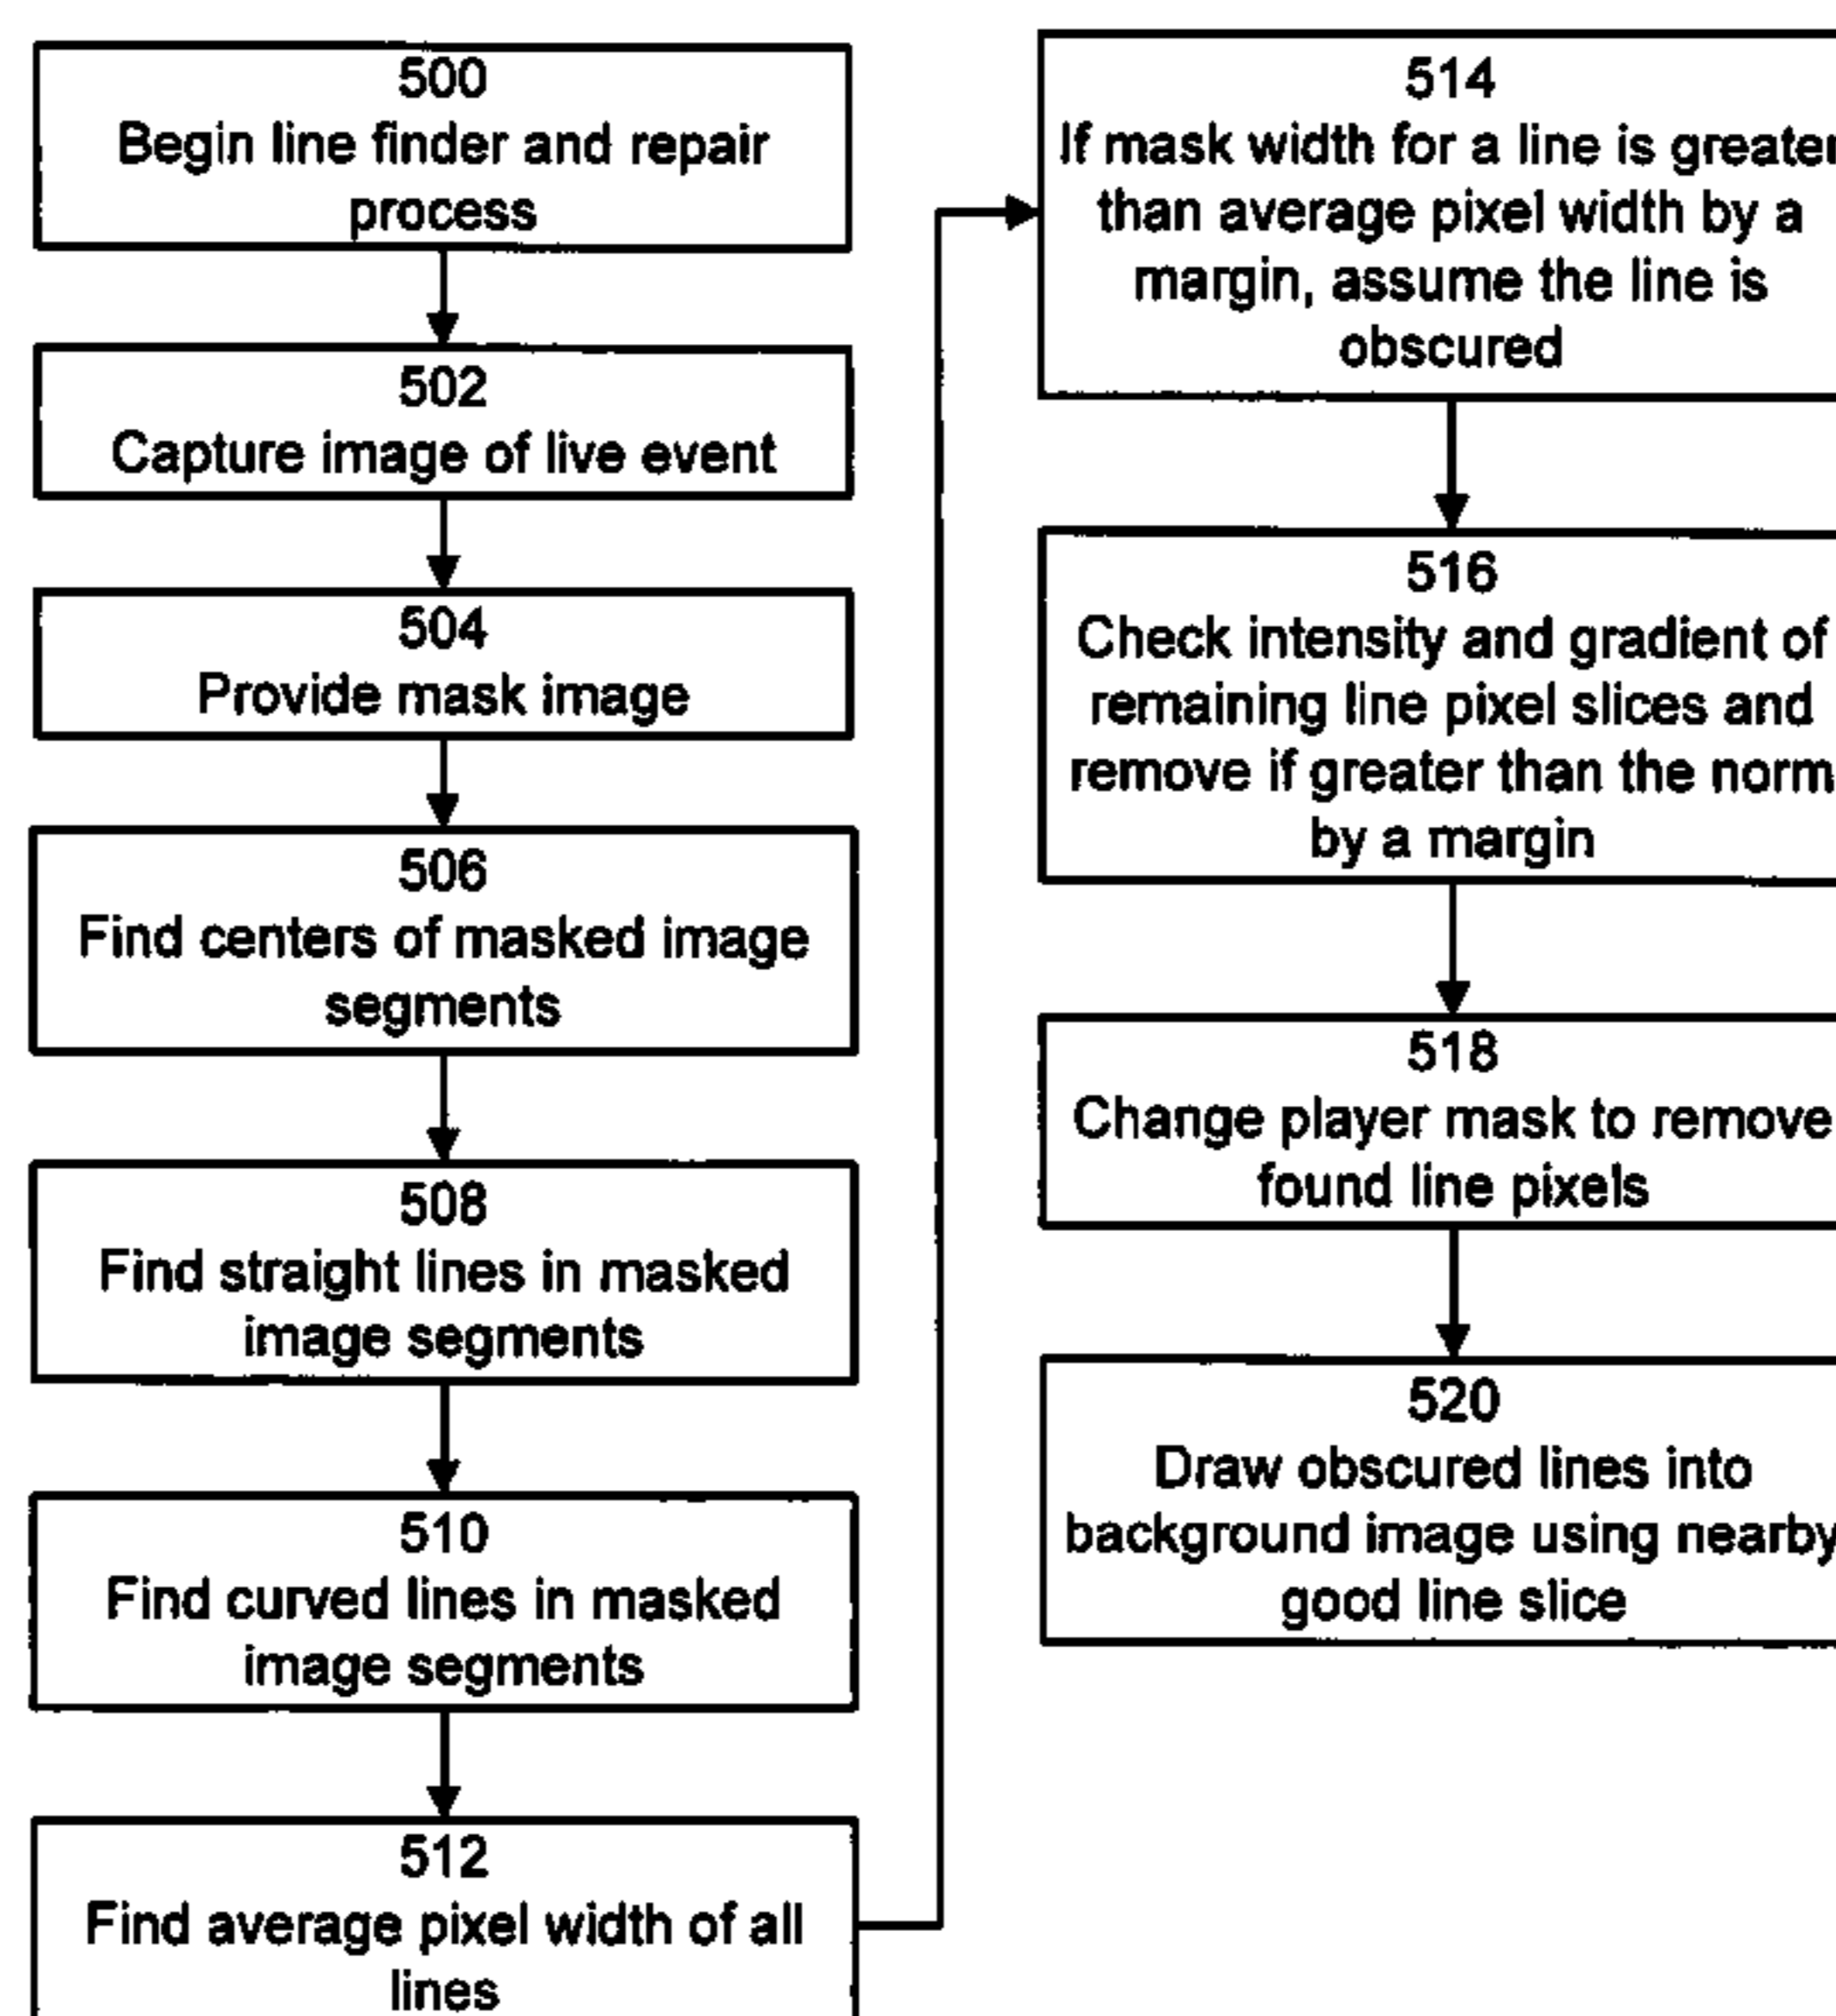 500
Begin line finder and repair
process
502
Capture image of live event
504
Provide mask image
506
Find centers of masked image
segments
508
Find straight lines in masked
image segments
510
Find curved lines in masked
image segments
512
Find average pixel width of all
lines
514
If mask width for a line is greater
than average pixel width by a
margin, assume the line is
obscured
516
Check intensity and gradient of
remaining line pixel slices and
remove if greater than the norm
by a margin
518
Change player mask to remove
found line pixels
520
Draw obscured lines into
background image using nearby
good line slice